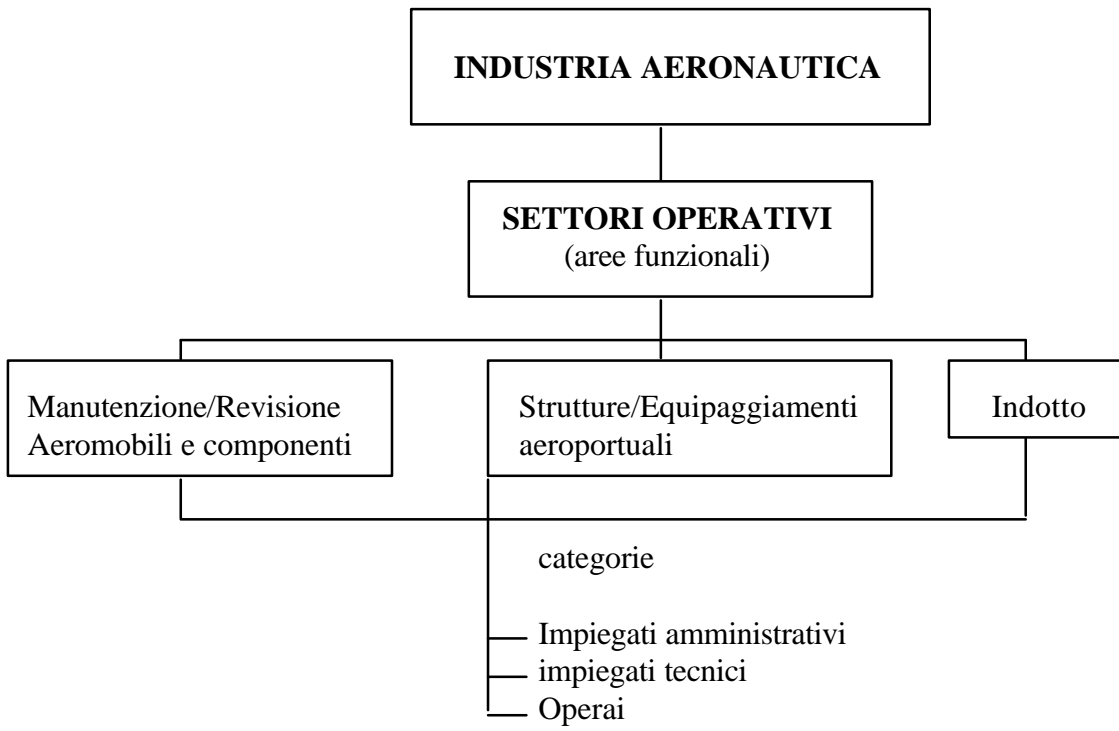 INDUSTRIA AERONAUTICA
SETTORI OPERATIVI
(aree funzionali)
Manutenzione/Revisione
Aeromobili e componenti
Strutture/Equipaggiamenti
aeroportuali
Indotto
categorie
Impiegati amministrativi
impiegati tecnici
Operai